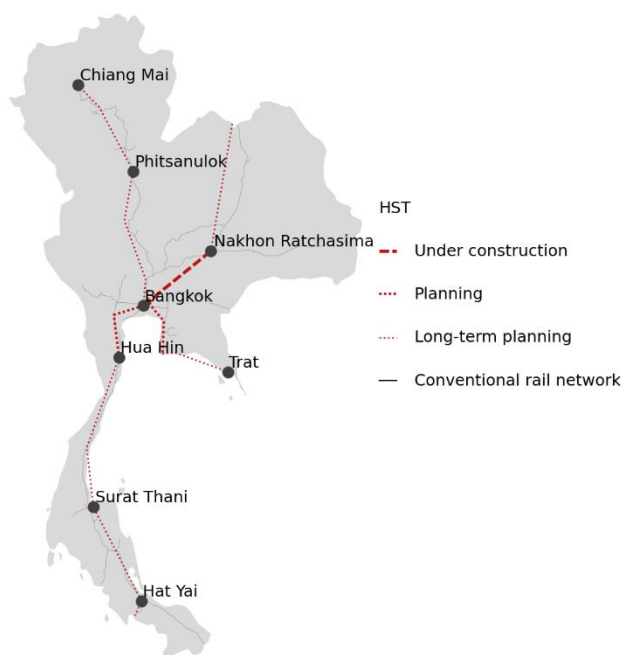 Chiang Mai
Phitsanulok
HST
Nakhon Ratchasima
Under construction
Bangkok
Planning
Long-term planning
Hua Hin
Trat
Conventional rail network
Surat Thani
Hat Yai